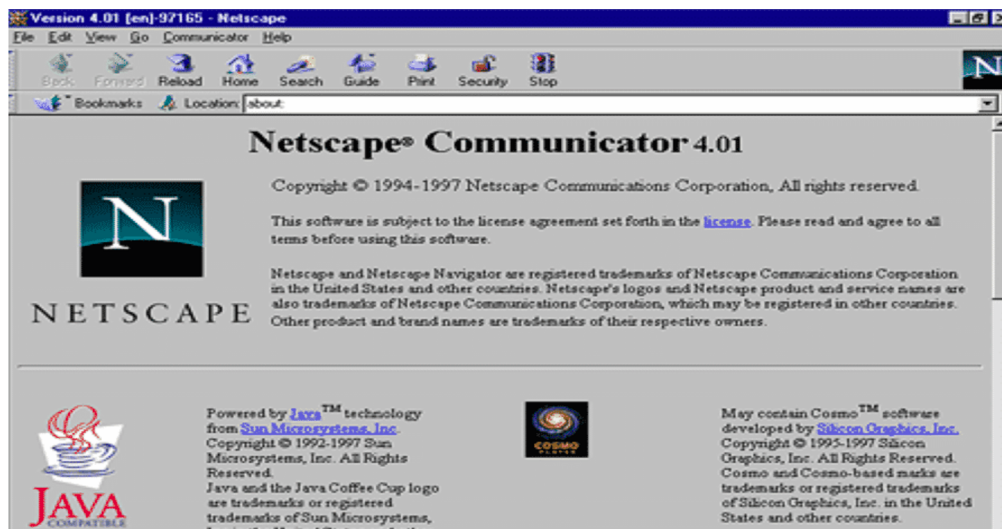 Version 4.01 [en]-97165 - Netscape
File Edit View Go Communicator Help
Back Forward Reload Home Search Guide Print Security Stop
N
Bookmarks Location: about:
Netscape® Communicator 4.01
Copyright © 1994-1997 Netscape Communications Corporation, All rights reserved.
This software is subject to the license agreement set forth in the license. Please read and agree to all
terms before using this software.
Netscape and Netscape Navigator are registered trademarks of Netscape Communications Corporation
in the United States and other countries. Netscape's logos and Netscape product and service names are
also trademarks of Netscape Communications Corporation, which may be registered in other countries.
Other product and brand names are trademarks of their respective owners.
N
NETSCAPE
JAVA
COMPATIBLE
Powered by Java™ technology
from Sun Microsystems, Inc.
Copyright © 1992-1997 Sun
Microsystems, Inc. All Rights
Reserved.
Java and the Java Coffee Cup logo
are trademarks or registered
trademarks of Sun Microsystems,
COSMO
PLAYER
May contain Cosmo™ software
developed by Silicon Graphics, Inc.
Copyright © 1995-1997 Silicon
Graphics, Inc. All Rights Reserved.
Cosmo and Cosmo-based marks are
trademarks or registered trademarks
of Silicon Graphics, Inc. in the United
States and other countries.